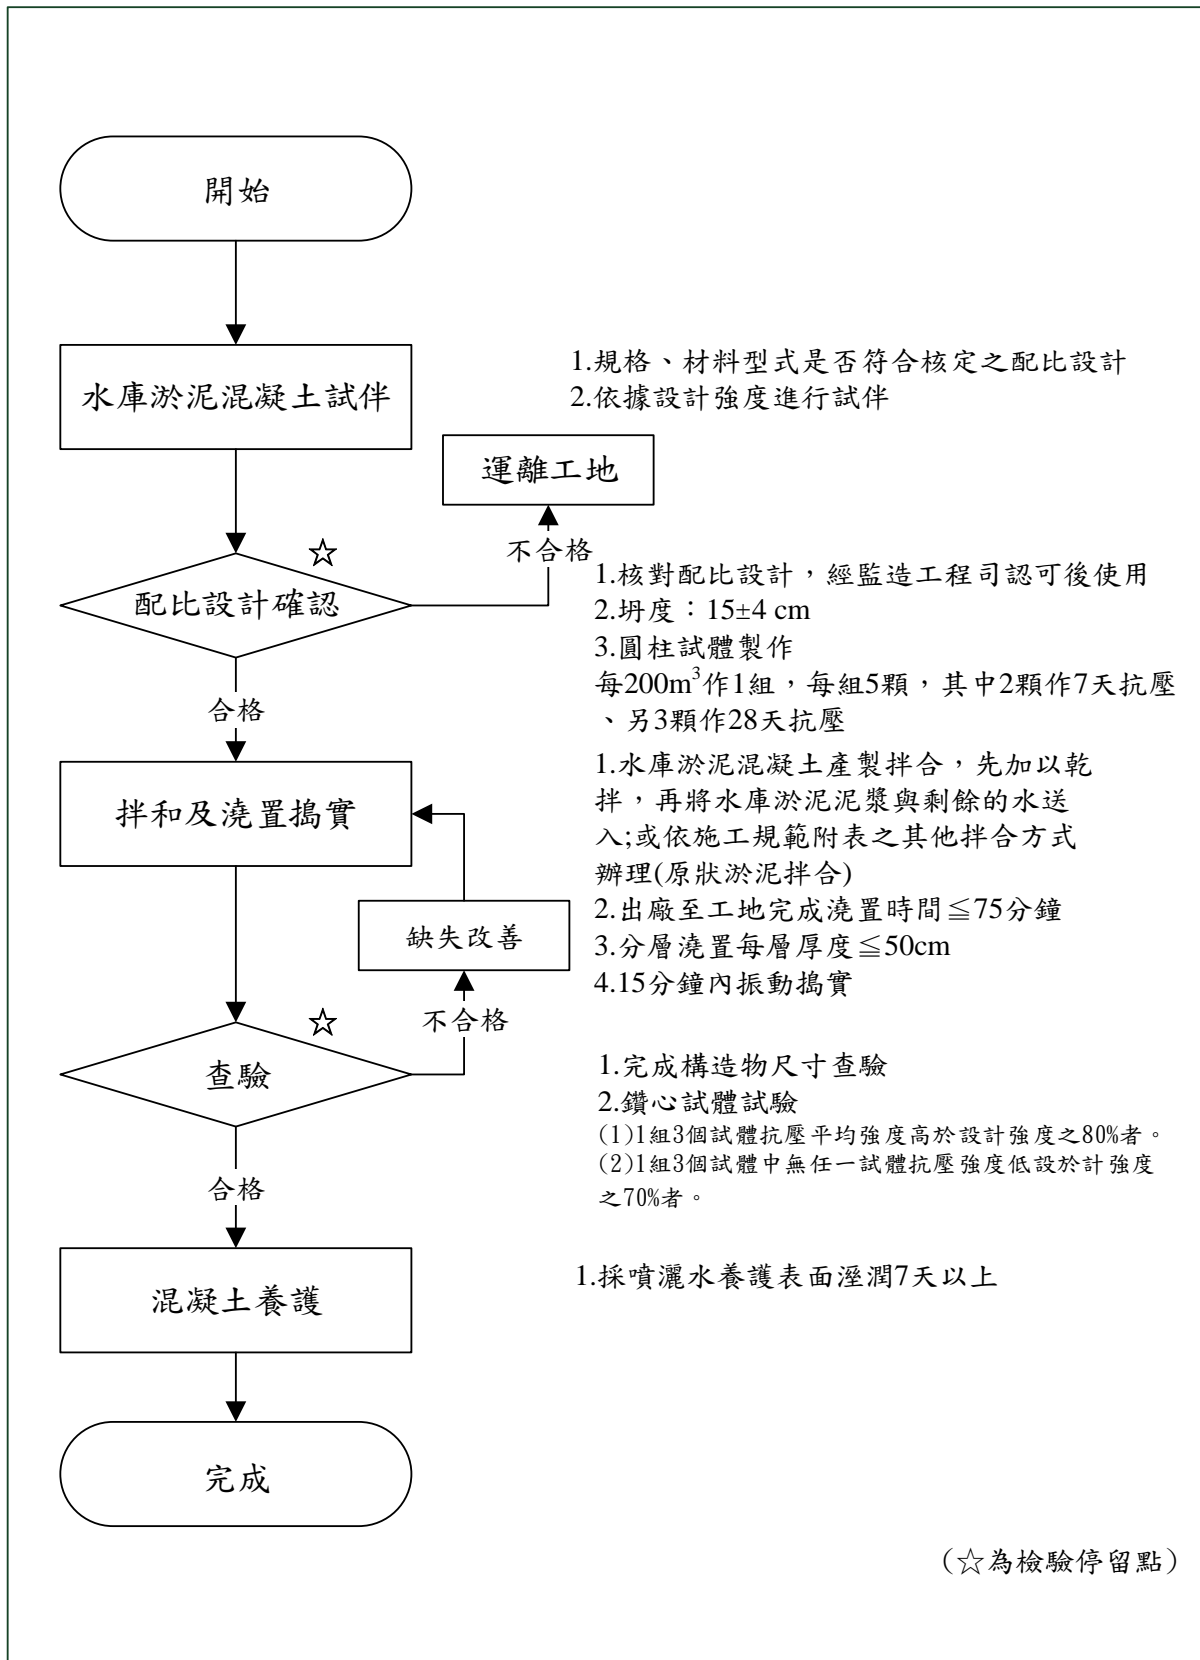 開始
水庫淤泥混凝土試伴
1.規格、材料型式是否符合核定之配比設計
2.依據設計強度進行試伴
運離工地
不合格
☆
配比設計確認
1.核對配比設計，經監造工程司認可後使用
2.坍度：15±4 cm
3.圓柱試體製作
每200m³作1組，每組5顆，其中2顆作7天抗壓
、另3顆作28天抗壓
合格
拌和及澆置搗實
1.水庫淤泥混凝土產製拌合，先加以乾
拌，再將水庫淤泥泥漿與剩餘的水送
入;或依施工規範附表之其他拌合方式
辦理(原狀淤泥拌合)
2.出廠至工地完成澆置時間≦75分鐘
3.分層澆置每層厚度≦50cm
4.15分鐘內振動搗實
缺失改善
不合格
☆
查驗
1.完成構造物尺寸查驗
2.鑽心試體試驗
(1)1組3個試體抗壓平均強度高於設計強度之80%者。
(2)1組3個試體中無任一試體抗壓強度低設於計強度
之70%者。
合格
混凝土養護
1.採噴灑水養護表面溼潤7天以上
完成
（☆為檢驗停留點）